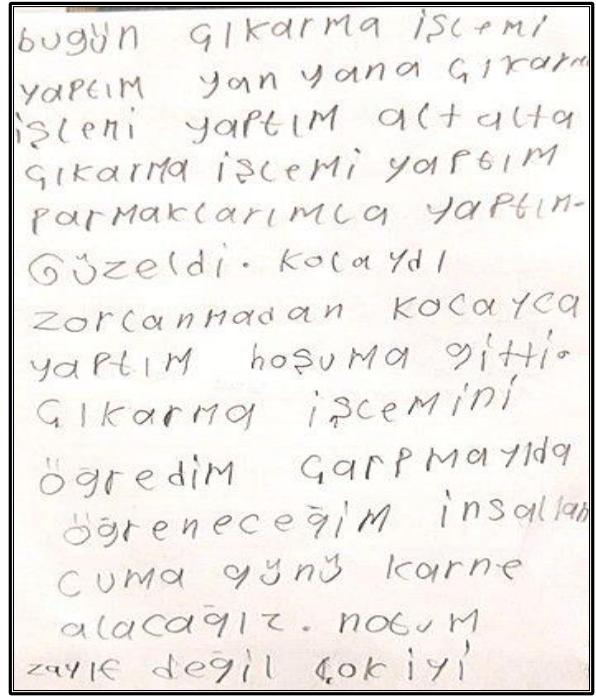 bugün çıkarma işlemi
yaptım yan yana çıkarma
işlemi yaptım alt alta
çıkarma işlemi yaptım
parmaklarımla yaptım.
Güzeldi. kolaydı
zorlanmadan kolayca
yaptım hoşuma gitti.
Çıkarma işlemini
öğredim çarpmayıda
öğreneceğim insallah
cuma günü karne
alacağız. notum
zayıf değil çok iyi